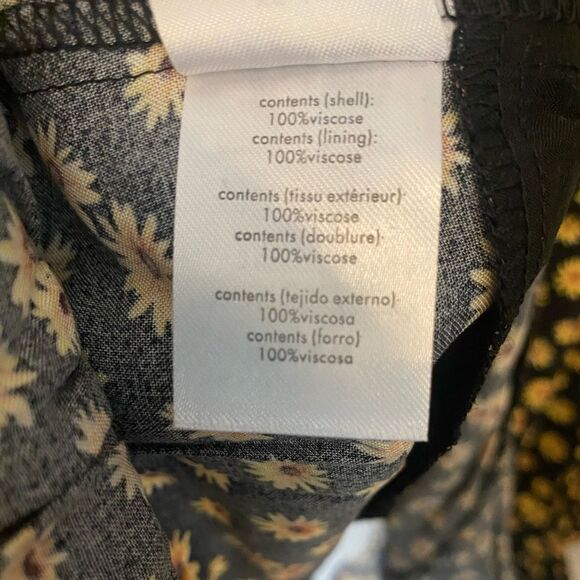 contents (shell):
100%viscose
contents (lining):
100%viscose
contents (tissu extérieur)·
100%viscose
contents (doublure)·
100%viscose
contents (tejido externo)·
100%viscosa
contents (forro)
100%viscosa